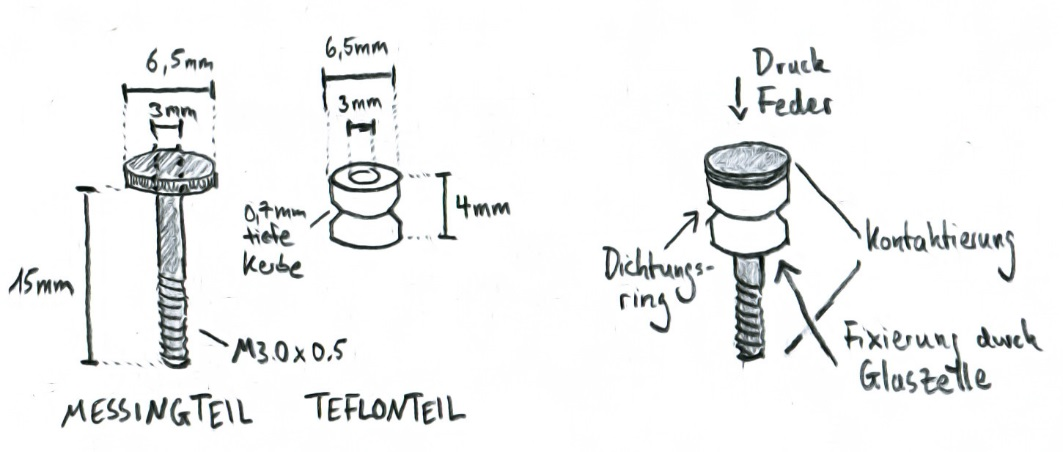 6,5mm
3mm
15mm
M3.0x0.5
MESSINGTEIL
6,5mm
3mm
0,7mm
tiefe
Kerbe
4mm
TEFLONTEIL
Druck
Feder
Dichtungs-
ring
Kontaktierung
Fixierung durch
Glaszelle